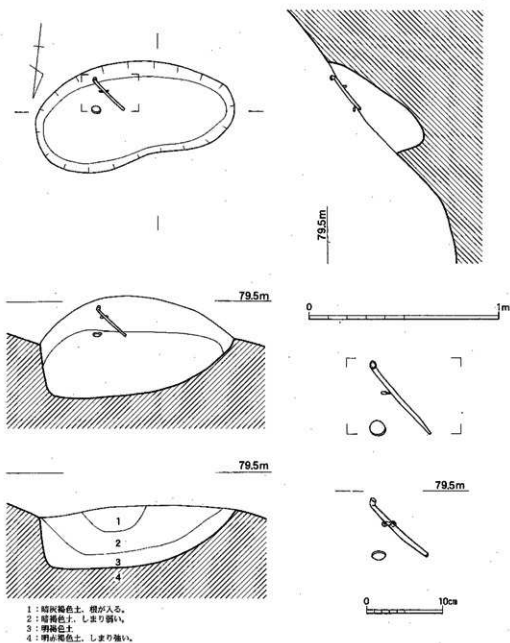 79.5m
79.5m
0 1m
79.5m
1
2
3
4
79.5m
0 10cm
1：暗灰褐色土、根が入る。
2：暗褐色土、しまり弱い。
3：明褐色土
4：明赤褐色土、しまり強い。